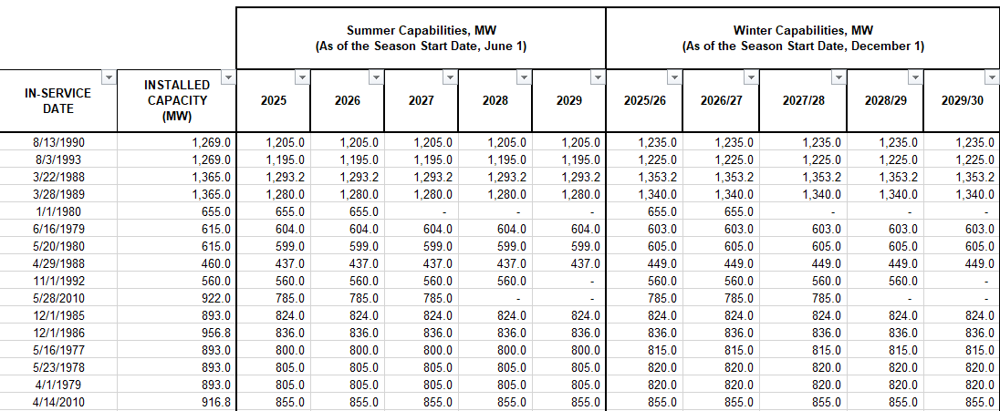 Summer Capabilities, MW
(As of the Season Start Date, June 1)
Winter Capabilities, MW
(As of the Season Start Date, December 1)
IN-SERVICE
DATE
INSTALLED
CAPACITY
(MW)
2025 2026 2027 2028 2029 2025/26 2026/27 2027/28 2028/29 2029/30
8/13/1990 1,269.0 1,205.0 1,205.0 1,205.0 1,205.0 1,205.0 1,235.0 1,235.0 1,235.0 1,235.0 1,235.0
8/3/1993 1,269.0 1,195.0 1,195.0 1,195.0 1,195.0 1,195.0 1,225.0 1,225.0 1,225.0 1,225.0 1,225.0
3/22/1988 1,365.0 1,293.2 1,293.2 1,293.2 1,293.2 1,293.2 1,353.2 1,353.2 1,353.2 1,353.2 1,353.2
3/28/1989 1,365.0 1,280.0 1,280.0 1,280.0 1,280.0 1,280.0 1,340.0 1,340.0 1,340.0 1,340.0 1,340.0
1/1/1980 655.0 655.0 655.0 - - - 655.0 655.0 - - -
6/16/1979 615.0 604.0 604.0 604.0 604.0 604.0 603.0 603.0 603.0 603.0 603.0
5/20/1980 615.0 599.0 599.0 599.0 599.0 599.0 605.0 605.0 605.0 605.0 605.0
4/29/1988 460.0 437.0 437.0 437.0 437.0 437.0 449.0 449.0 449.0 449.0 449.0
11/1/1992 560.0 560.0 560.0 560.0 560.0 - 560.0 560.0 560.0 560.0 -
5/28/2010 922.0 785.0 785.0 785.0 - - 785.0 785.0 785.0 - -
12/1/1985 893.0 824.0 824.0 824.0 824.0 824.0 824.0 824.0 824.0 824.0 824.0
12/1/1986 956.8 836.0 836.0 836.0 836.0 836.0 836.0 836.0 836.0 836.0 836.0
5/16/1977 893.0 800.0 800.0 800.0 800.0 800.0 815.0 815.0 815.0 815.0 815.0
5/23/1978 893.0 805.0 805.0 805.0 805.0 805.0 820.0 820.0 820.0 820.0 820.0
4/1/1979 893.0 805.0 805.0 805.0 805.0 805.0 820.0 820.0 820.0 820.0 820.0
4/14/2010 916.8 855.0 855.0 855.0 855.0 855.0 855.0 855.0 855.0 855.0 855.0